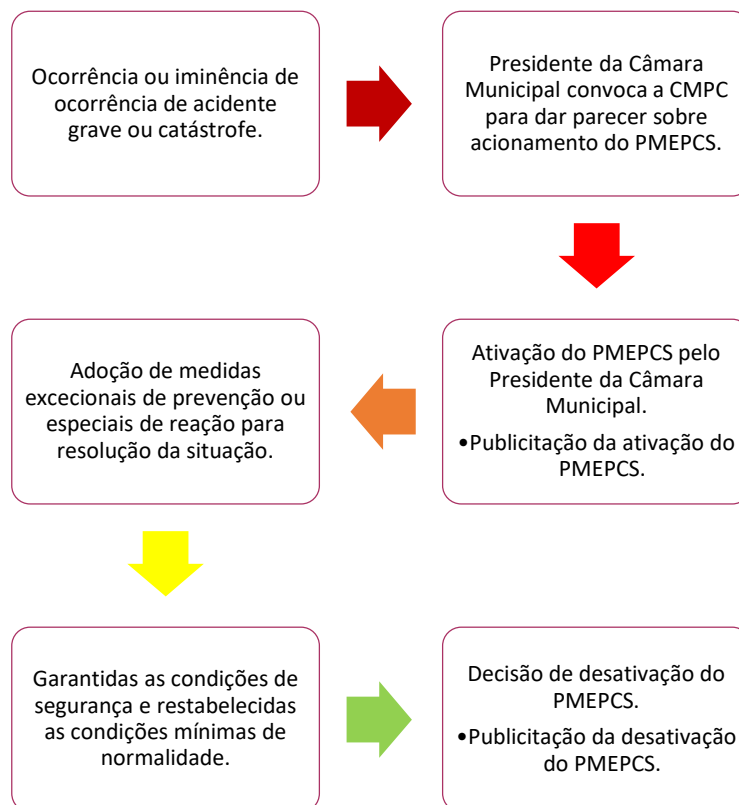 Ocorrência ou iminência de
ocorrência de acidente
grave ou catástrofe.
Presidente da Câmara
Municipal convoca a CMPC
para dar parecer sobre
acionamento do PMEPCS.
Ativação do PMEPCS pelo
Presidente da Câmara
Municipal.
•Publicitação da ativação do
PMEPCS.
Adoção de medidas
excecionais de prevenção ou
especiais de reação para
resolução da situação.
Garantidas as condições de
segurança e restabelecidas
as condições mínimas de
normalidade.
Decisão de desativação do
PMEPCS.
•Publicitação da desativação
do PMEPCS.